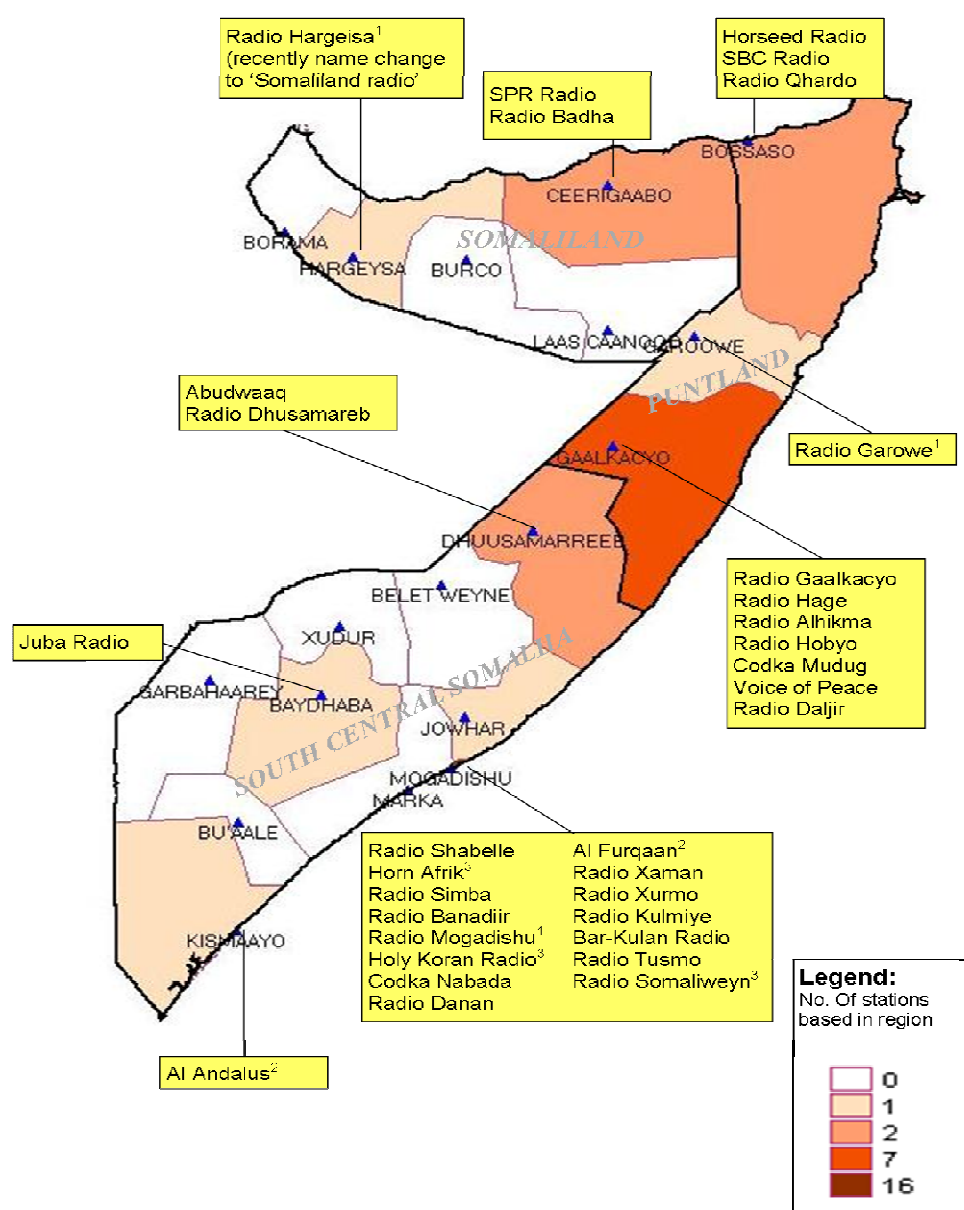 Radio Hargeisa¹
(recently name change
to ‘Somaliland radio’
Horseed Radio
SBC Radio
Radio Qhardo
SPR Radio
Radio Badha
BOSSASO
CEERIGAABO
SOMALILAND
BORAMA
HARGEYSA
BURCO
LAAS CAANOOD
GAROOWE
PUNTLAND
Abudwaaq
Radio Dhusamareb
Radio Garowe¹
GAALKACYO
DHUUSAMARREEB
Radio Gaalkacyo
Radio Hage
Radio Alhikma
Radio Hobyo
Codka Mudug
Voice of Peace
Radio Daljir
BELET WEYNE
XUDUR
Juba Radio
GARBAHAAREY
BAYDHABA
SOUTH CENTRAL SOMALIA
JOWHAR
MOGADISHU
MARKA
BU'AALE
Radio Shabelle
Horn Afrik³
Radio Simba
Radio Banadiir
Radio Mogadishu¹
Holy Koran Radio³
Codka Nabada
Radio Danan
Al Furqaan²
Radio Xaman
Radio Xurmo
Radio Kulmiye
Bar-Kulan Radio
Radio Tusmo
Radio Somaliweyn³
KISMAAYO
Al Andalus²
Legend:
No. Of stations
based in region
0
1
2
7
16